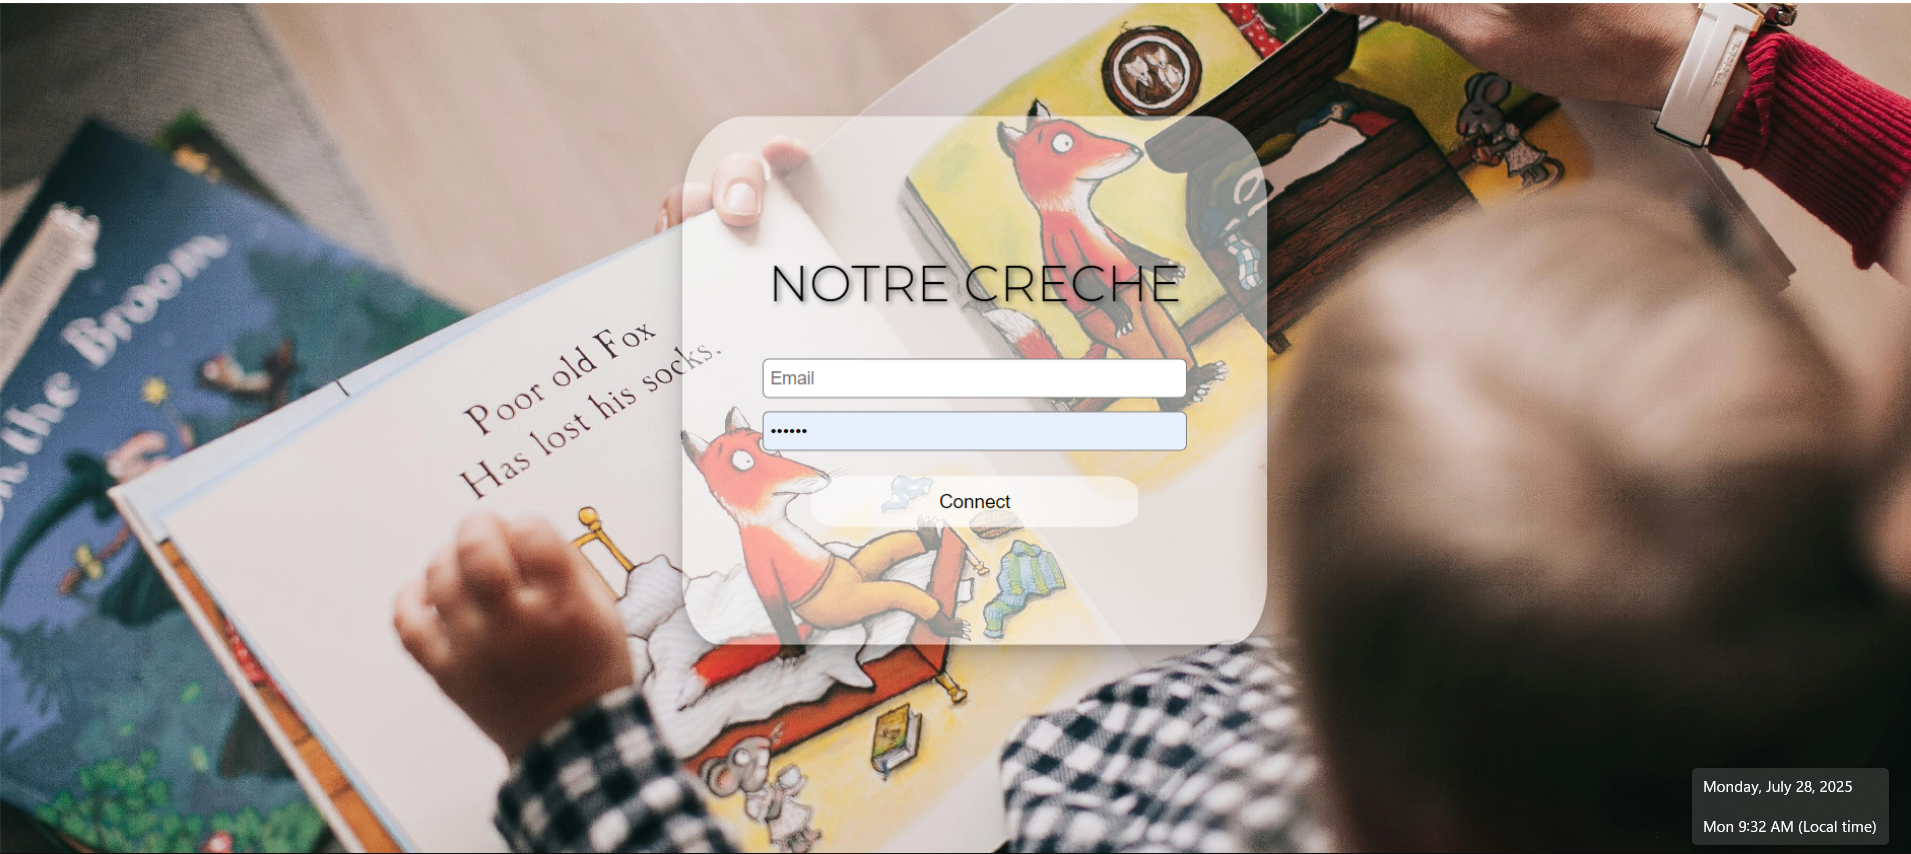 NOTRE CRECHE
Email
••••••
Connect
Poor old Fox
Has lost his socks.
on the Broom
Monday, July 28, 2025
Mon 9:32 AM (Local time)